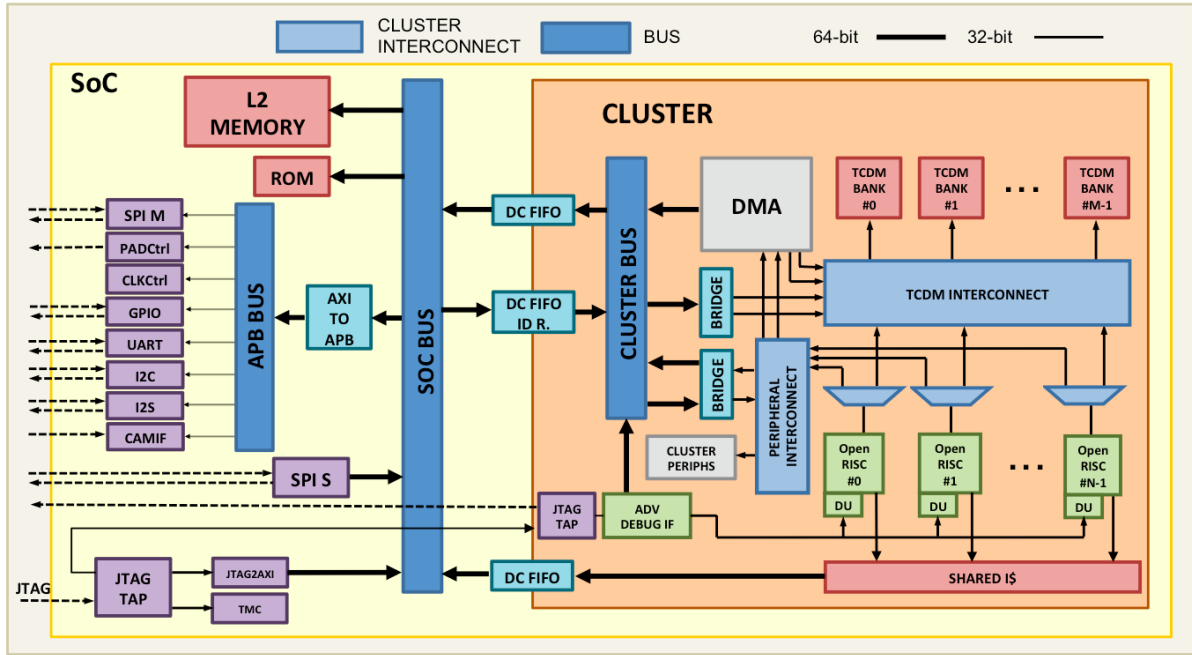 CLUSTER
INTERCONNECT
BUS
64-bit
32-bit
SoC
L2
MEMORY
ROM
SPI M
PADCtrl
CLKCtrl
GPIO
UART
I2C
I2S
CAMIF
APB BUS
AXI
TO
APB
SOC BUS
SPI S
JTAG
JTAG
TAP
JTAG2AXI
TMC
DC FIFO
DC FIFO
ID R.
DC FIFO
CLUSTER
CLUSTER BUS
DMA
BRIDGE
BRIDGE
PERIPHERAL
INTERCONNECT
CLUSTER
PERIPHS
JTAG
TAP
ADV
DEBUG IF
TCDM
BANK
#0
TCDM
BANK
#1
...
TCDM
BANK
#M-1
TCDM INTERCONNECT
Open
RISC
#0
DU
Open
RISC
#1
DU
...
Open
RISC
#N-1
DU
SHARED I$